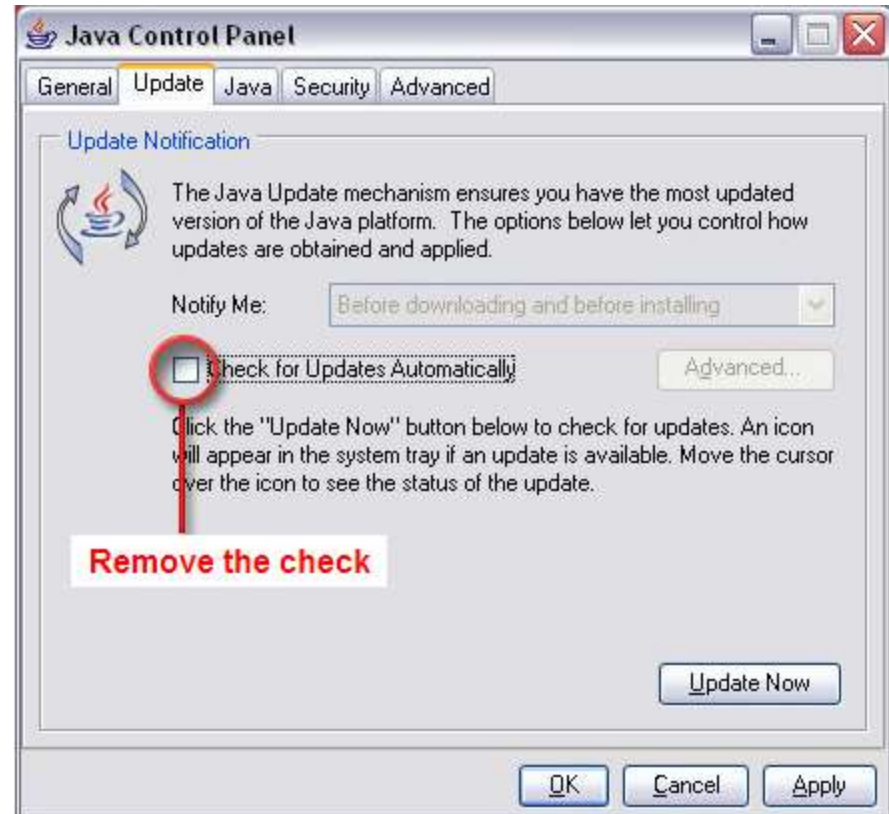 Java Control Panel
General Update Java Security Advanced
Update Notification
The Java Update mechanism ensures you have the most updated
version of the Java platform. The options below let you control how
updates are obtained and applied.
Notify Me: Before downloading and before installing
Check for Updates Automatically Advanced...
Click the "Update Now" button below to check for updates. An icon
will appear in the system tray if an update is available. Move the cursor
over the icon to see the status of the update.
Remove the check
Update Now
OK Cancel Apply